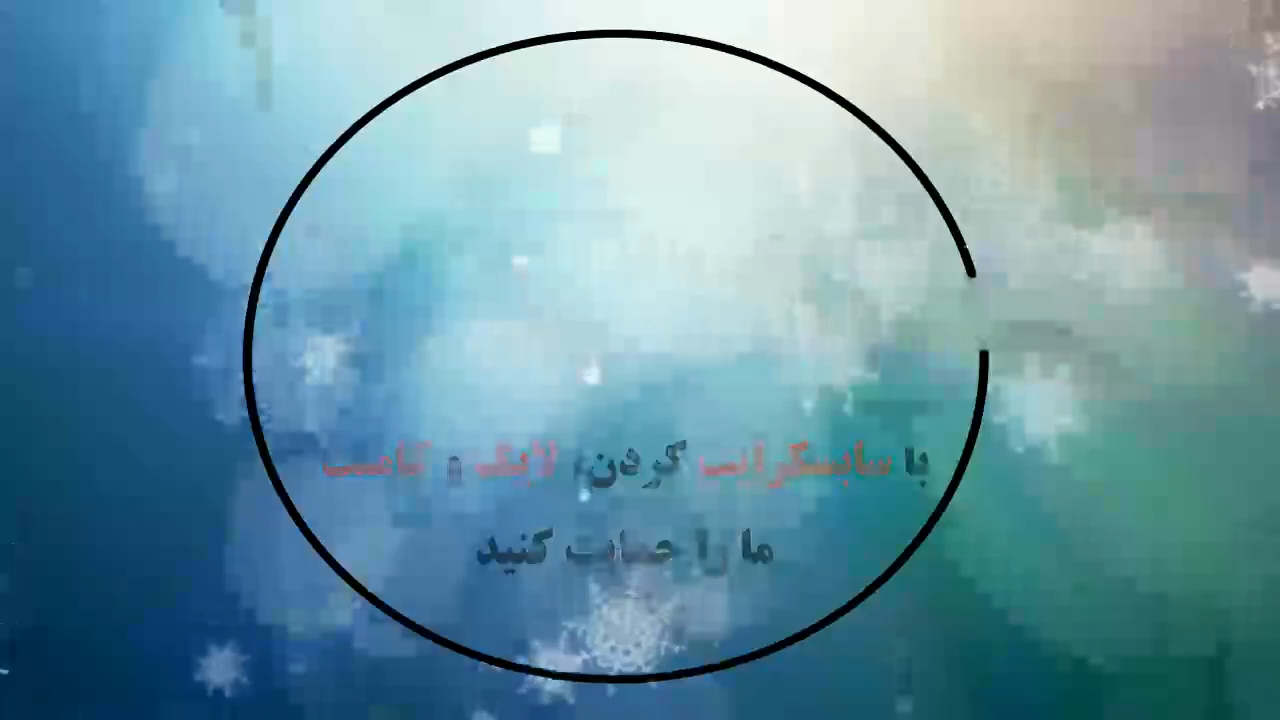 با سابسکرایب کردن، لایک و کامنت
ما را حمایت کنید